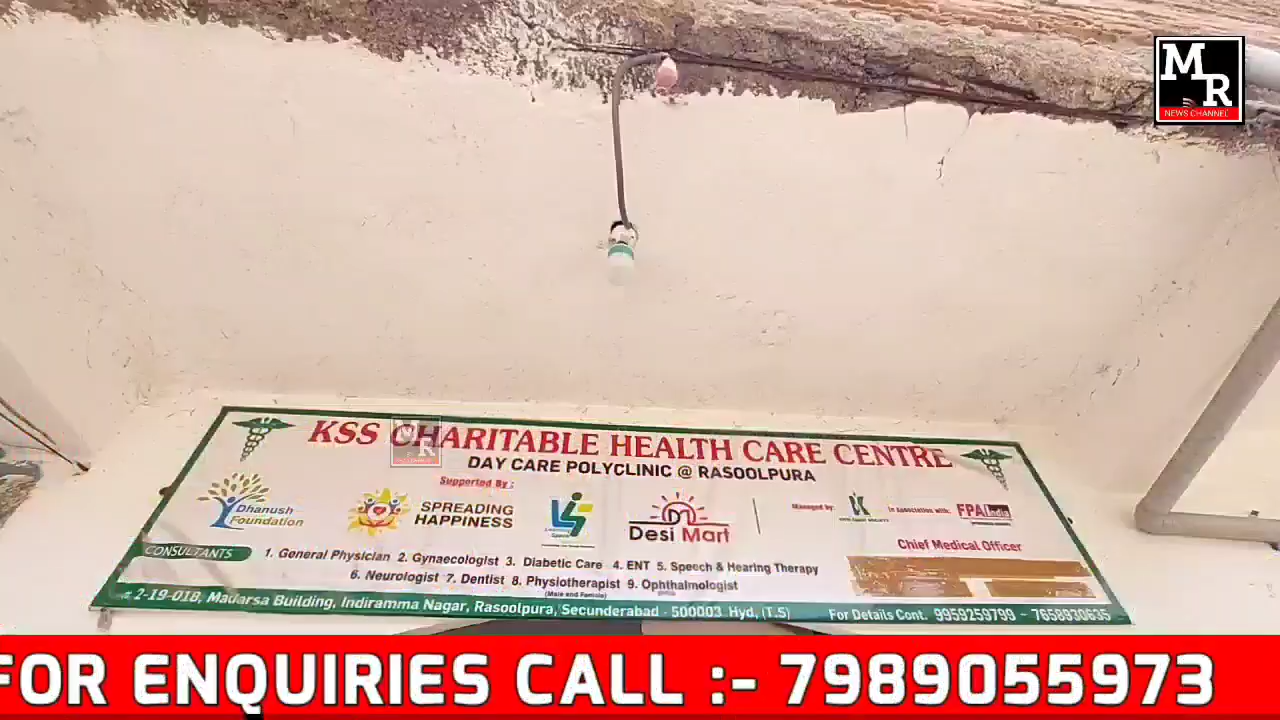 MR
NEWS CHANNEL
KSS CHARITABLE HEALTH CARE CENTRE
DAY CARE POLYCLINIC @ RASOOLPURA
Supported By :
Dhanush Foundation
SPREADING HAPPINESS
Desi Mart
Managed by:
In association with:
FPAI
Chief Medical Officer
CONSULTANTS
1. General Physician 2. Gynaecologist 3. Diabetic Care 4. ENT 5. Speech & Hearing Therapy
6. Neurologist 7. Dentist 8. Physiotherapist 9. Ophthalmologist
(Male and Female)
2-19-018, Madarsa Building, Indiramma Nagar, Rasoolpura, Secunderabad - 500003 Hyd, (T.S)
For Details Cont. 9959259799 - 7658930635
FOR ENQUIRIES CALL :- 7989055973